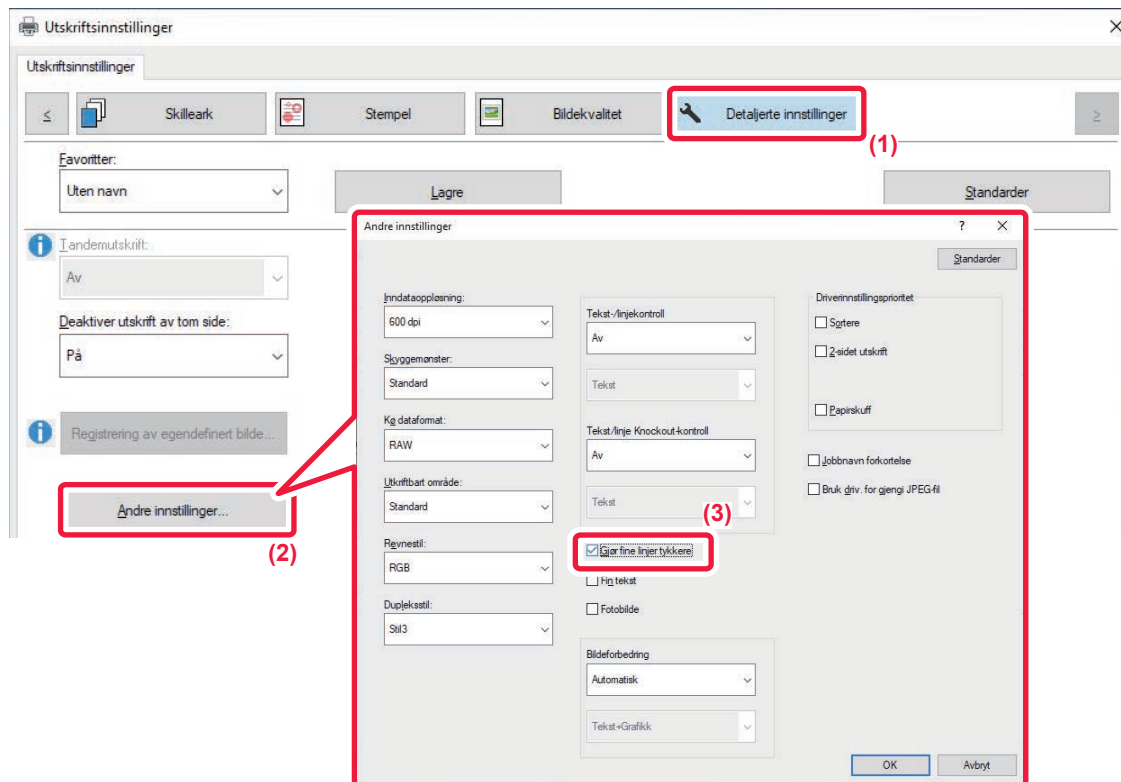 Utskriftsinnstillinger
Utskriftsinnstillinger
<
Skilleark
Stempel
Bildekvalitet
Detaljerte innstillinger
>
(1)
Favoritter:
Uten navn
Lagre
Standarder
Tandemutskrift:
Av
Deaktiver utskrift av tom side:
På
Registrering av egendefinert bilde...
Andre innstillinger...
(2)
Andre innstillinger
?
Standarder
Inndataoppløsning:
600 dpi
Skyggemønster:
Standard
Kø dataformat:
RAW
Utkriftbart område:
Standard
Revnestil:
RGB
Dupleksstil:
Stil3
Tekst-/linjekontroll
Av
Tekst
Tekst/linje Knockout-kontroll
Av
Tekst
(3)
Gjør fine linjer tykkere
Fin tekst
Fotobilde
Bildeforbedring
Automatisk
Tekst+Grafikk
Driverinnstillingsprioritet
Sortere
2-sidet utskrift
Papirskuff
Jobbnavn forkortelse
Bruk driv. for gjengi JPEG-fil
OK
Avbryt